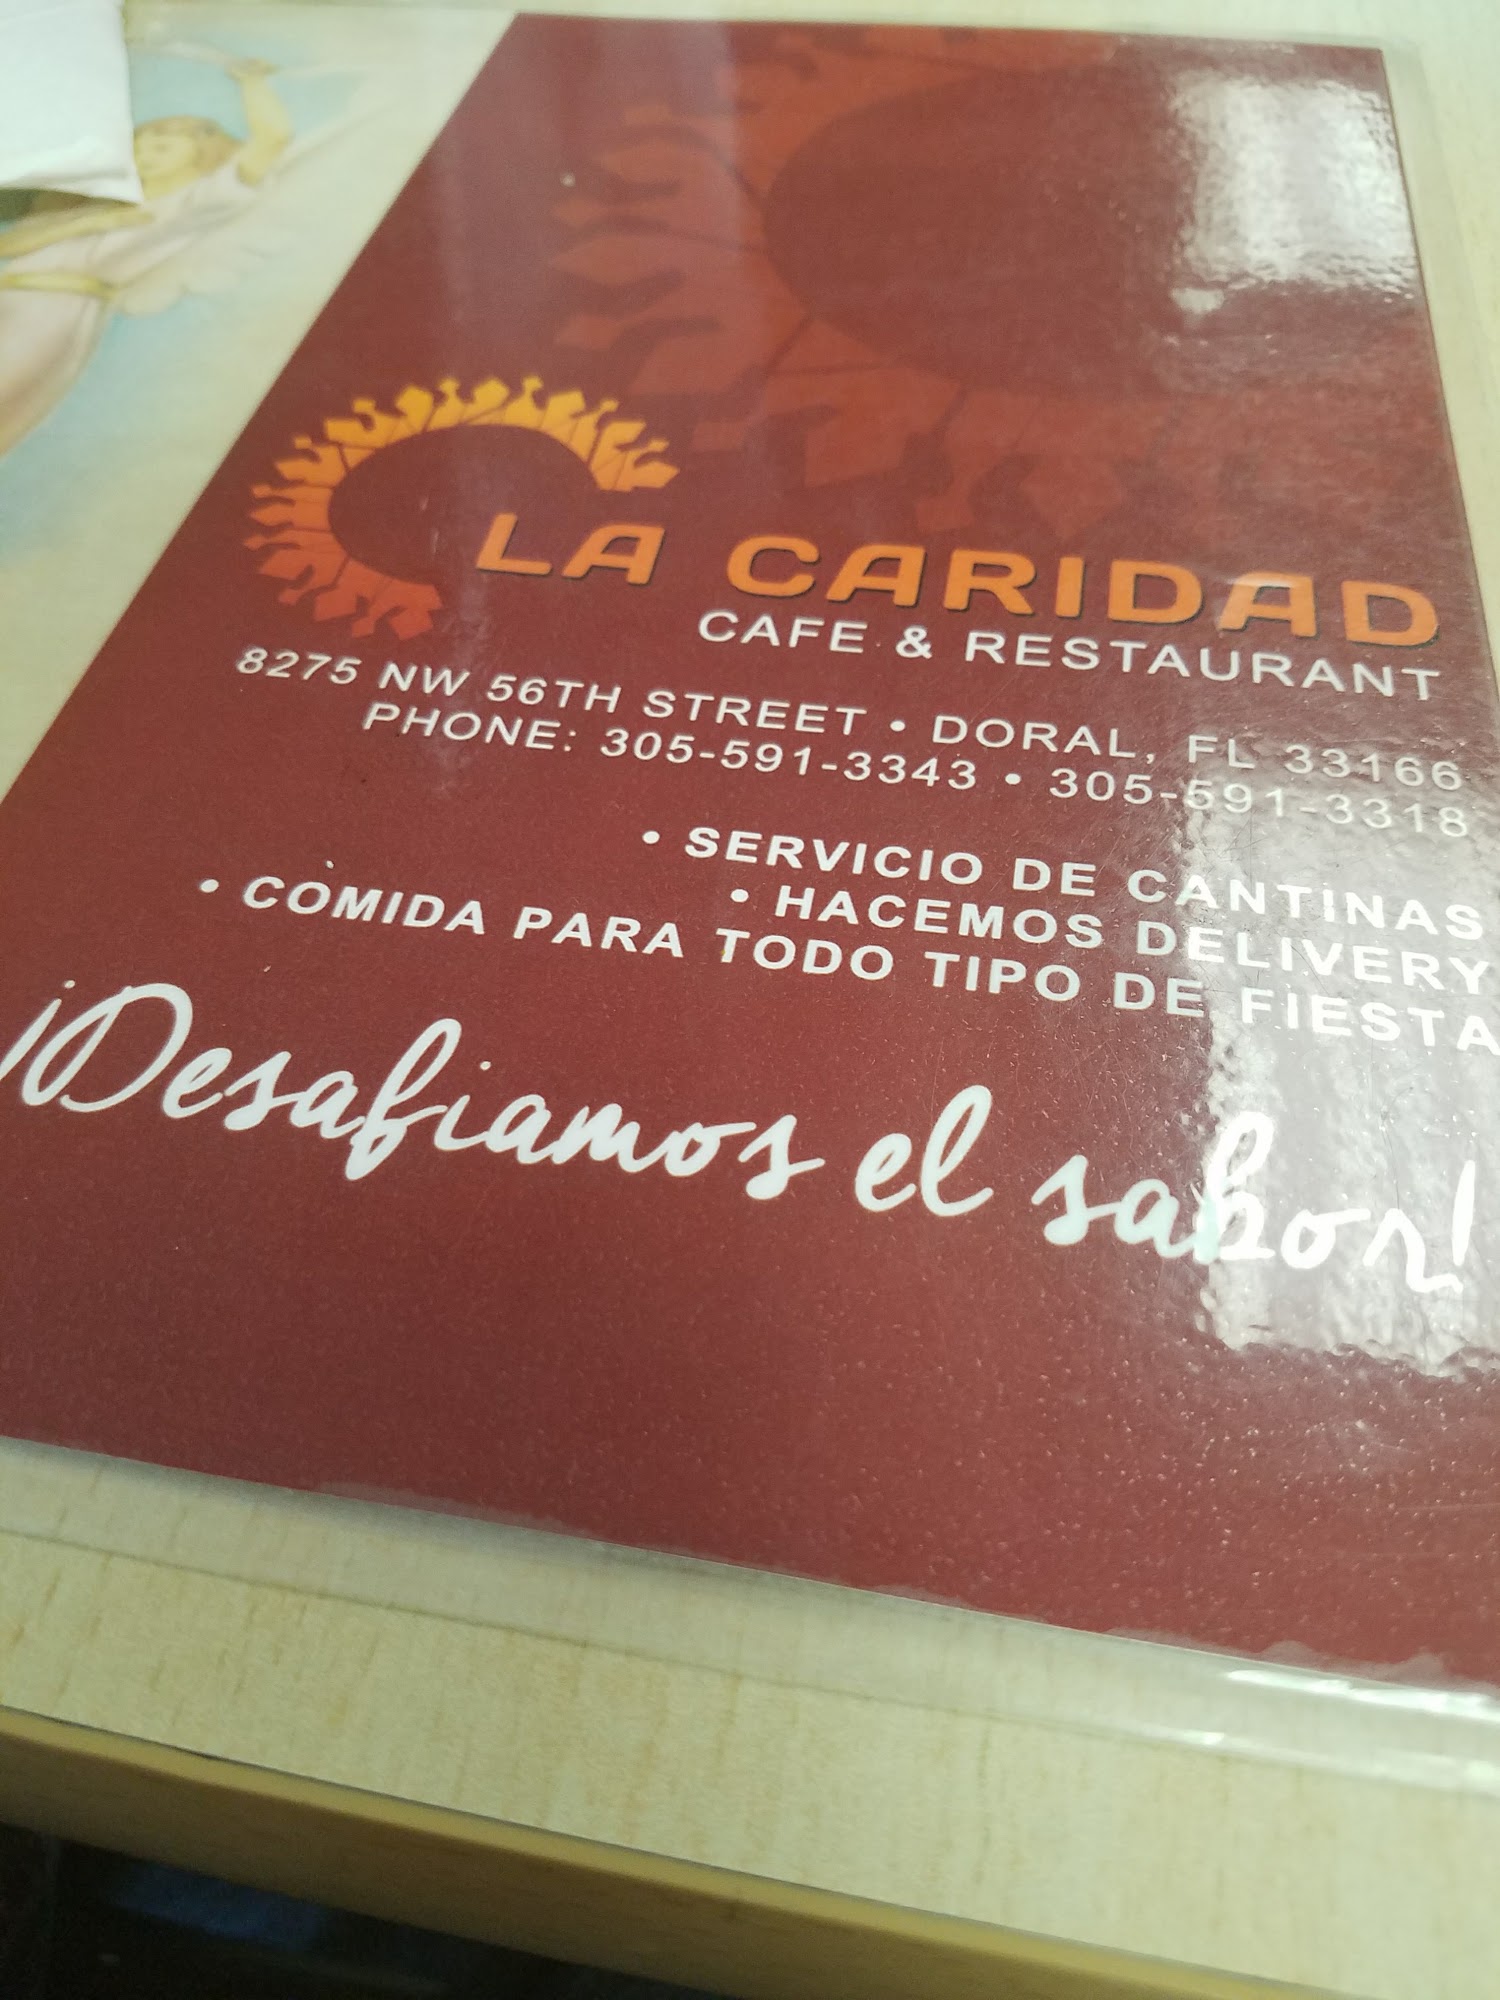 LA CARIDAD
CAFE & RESTAURANT
8275 NW 56TH STREET • DORAL, FL 33166
PHONE: 305-591-3343 • 305-591-3318
• SERVICIO DE CANTINAS
• HACEMOS DELIVERY
• COMIDA PARA TODO TIPO DE FIESTA
¡Desafiamos el sabor!